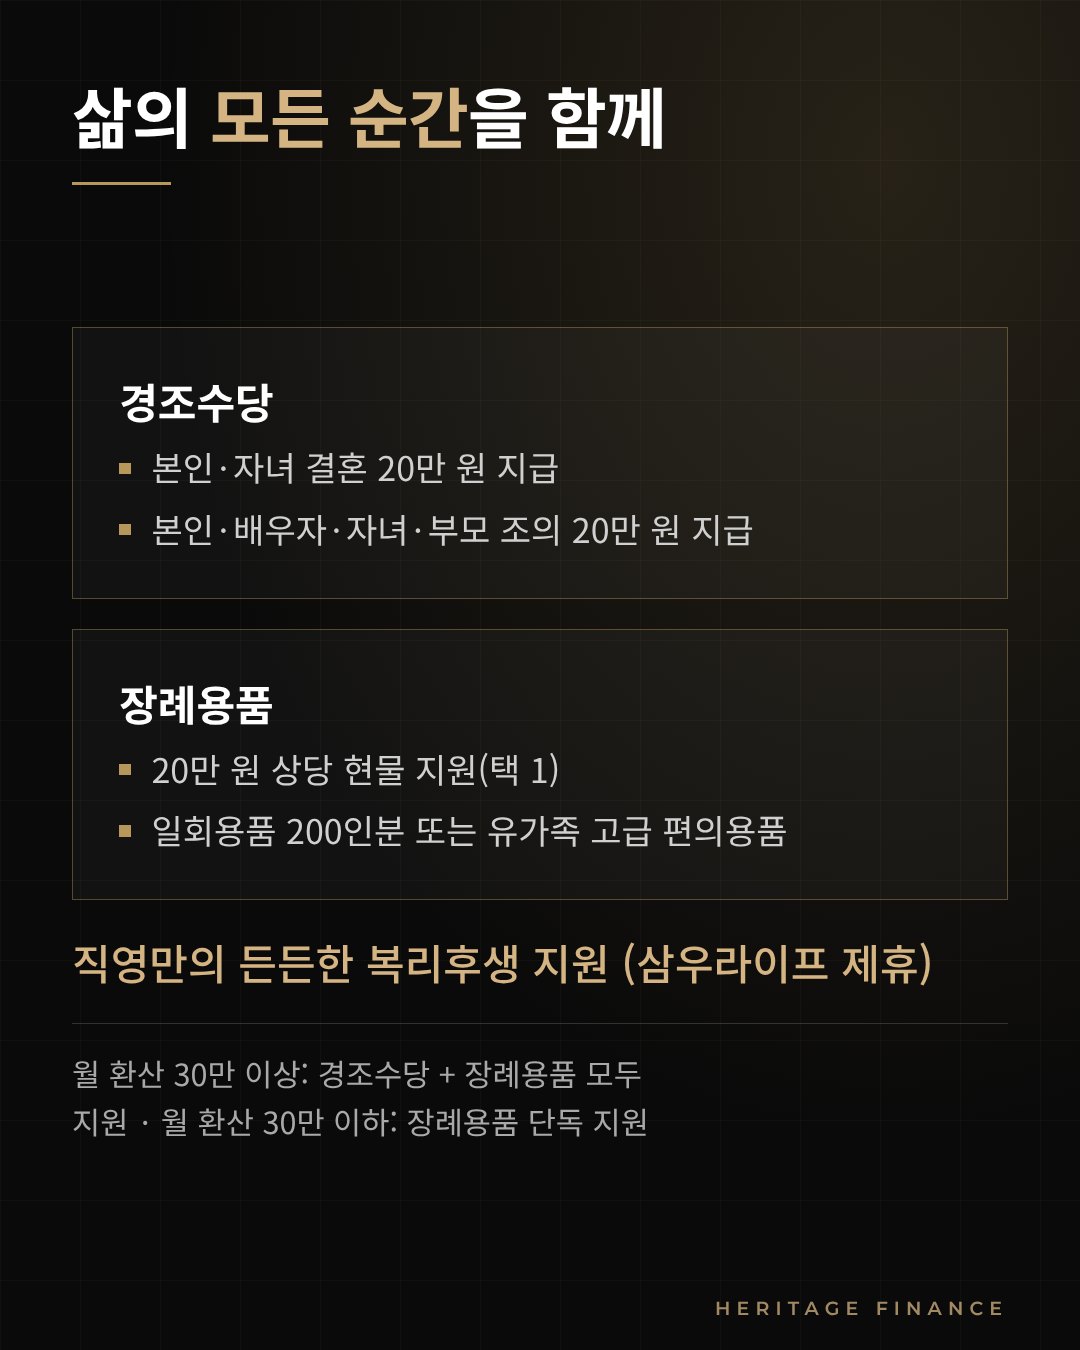 삶의 모든 순간을 함께
경조수당
본인·자녀 결혼 20만 원 지급
본인·배우자·자녀·부모 조의 20만 원 지급
장례용품
20만 원 상당 현물 지원(택 1)
일회용품 200인분 또는 유가족 고급 편의용품
직영만의 든든한 복리후생 지원 (삼우라이프 제휴)
월 환산 30만 이상: 경조수당 + 장례용품 모두
지원 · 월 환산 30만 이하: 장례용품 단독 지원
HERITAGE FINANCE